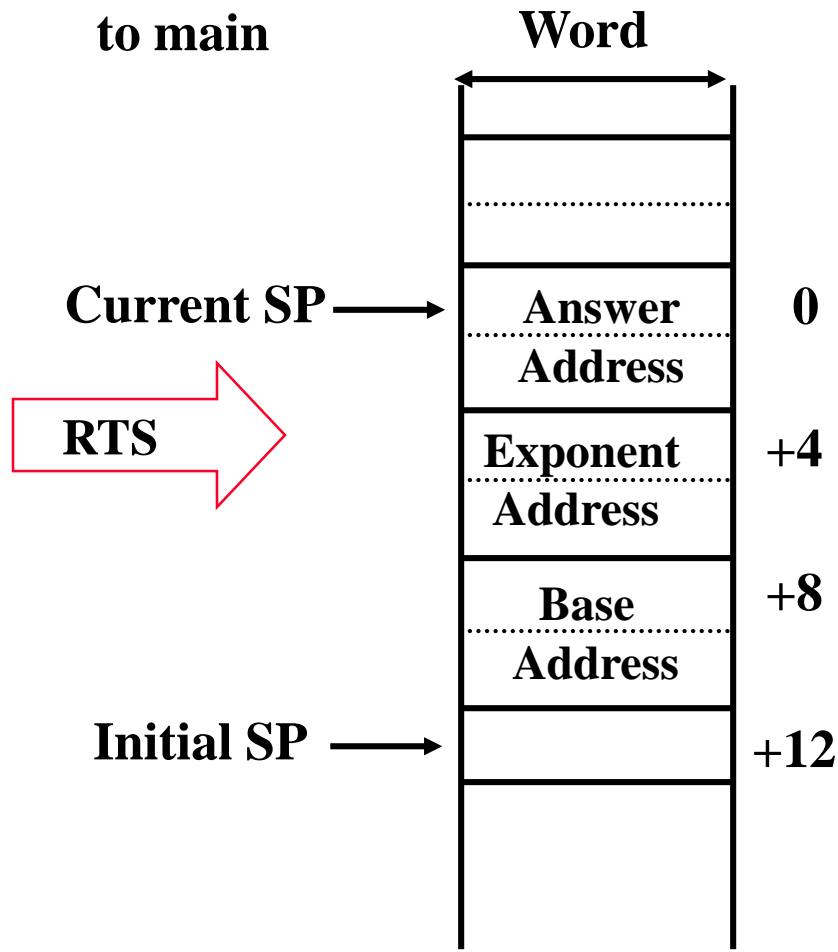 to main
Word
Current SP
Answer
0
Address
RTS
Exponent
+4
Address
Base
+8
Address
Initial SP
+12